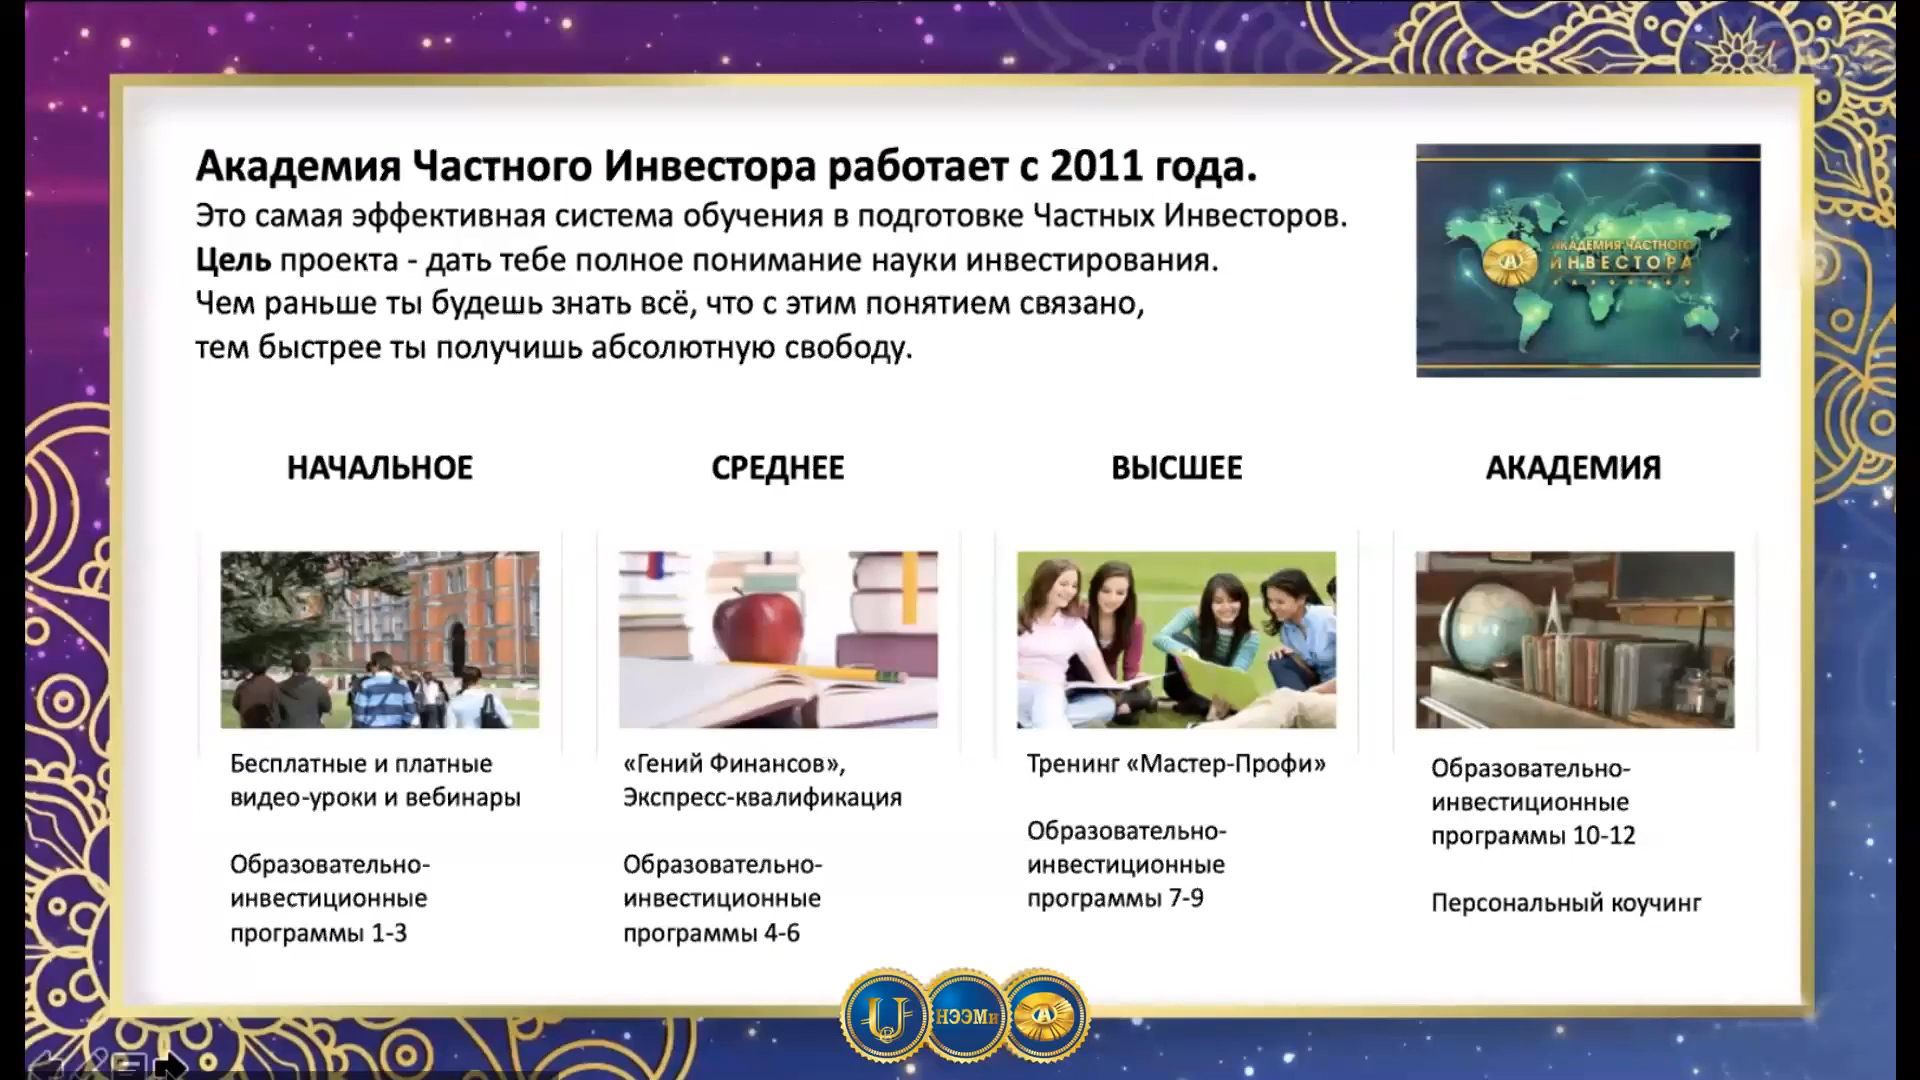 Академия Частного Инвестора работает с 2011 года.
Это самая эффективная система обучения в подготовке Частных Инвесторов.
Цель проекта - дать тебе полное понимание науки инвестирования.
Чем раньше ты будешь знать всё, что с этим понятием связано,
тем быстрее ты получишь абсолютную свободу.
АКАДЕМИЯ ЧАСТНОГО
ИНВЕСТОРА
НАЧАЛЬНОЕ
СРЕДНЕЕ
ВЫСШЕЕ
АКАДЕМИЯ
Бесплатные и платные
видео-уроки и вебинары
Образовательно-
инвестиционные
программы 1-3
«Гений Финансов»,
Экспресс-квалификация
Образовательно-
инвестиционные
программы 4-6
Тренинг «Мастер-Профи»
Образовательно-
инвестиционные
программы 7-9
Образовательно-
инвестиционные
программы 10-12
Персональный коучинг
НЭЭМи